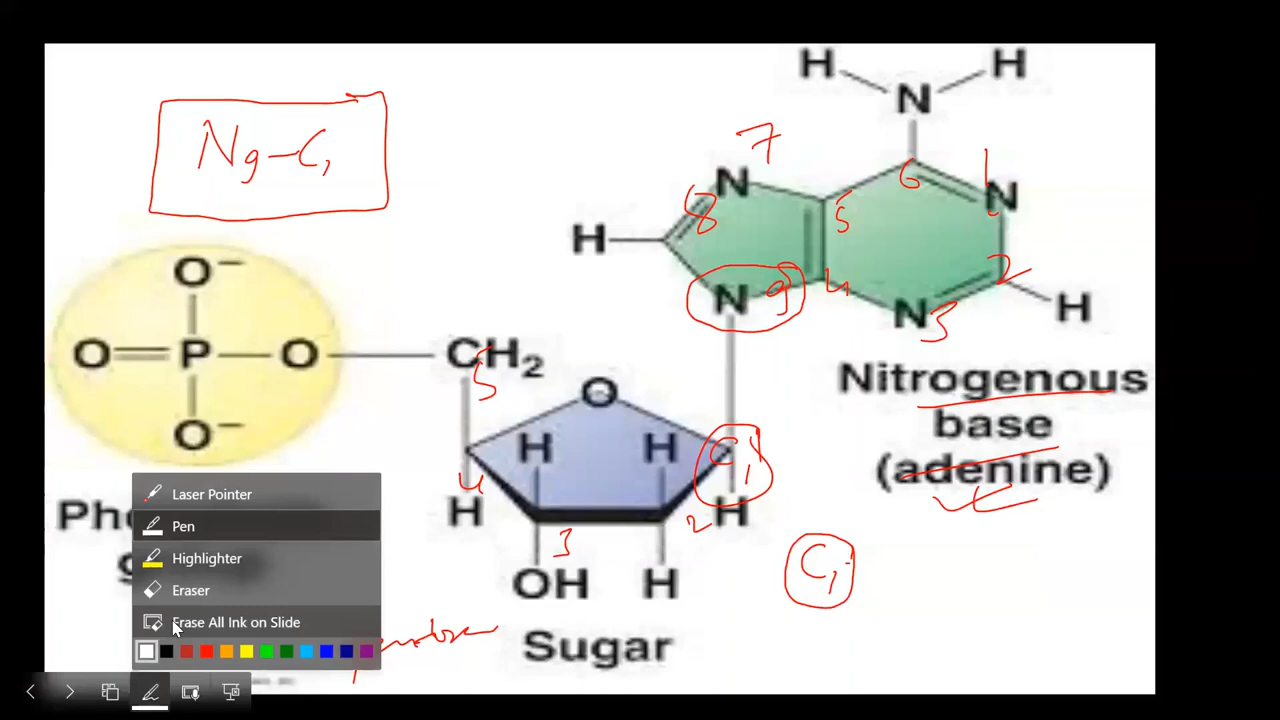 H H
N
7
N9-C1
8 N 6 1 N
5
H
O–
N 9 4 2
N 3 H
O P O CH2
5
O
Nitrogenous
base
(adenine)
O–
H H C1'
4
H 2 H
3
OH H
C1'
Sugar
Laser Pointer
Pen
Highlighter
Eraser
Erase All Ink on Slide